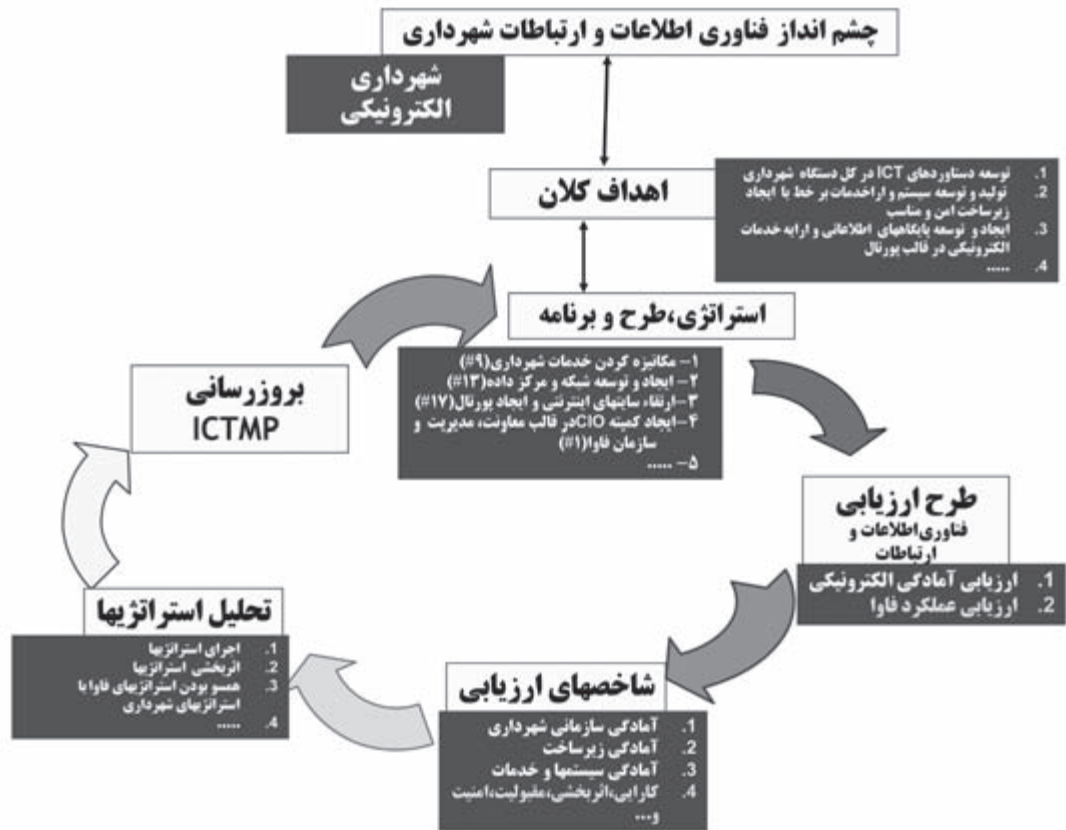 چشم انداز فناوری اطلاعات و ارتباطات شهرداری
شهرداری
الکترونیکی
اهداف کلان
1. توسعه دستاوردهای ICT در کل دستگاه شهرداری
2. تولید و توسعه سیستم و اراخدمات بر خط با ایجاد
زیرساخت امن و مناسب
3. ایجاد و توسعه پایگاههای اطلاعاتی و ارایه خدمات
الکترونیکی در قالب پورتال
4. .....
استراتژی،طرح و برنامه
۱- مکانیزه کردن خدمات شهرداری(#۹)
۲- ایجاد و توسعه شبکه و مرکز داده(#۱۳)
۳-ارتقاء سایتهای اینترنتی و ایجاد پورتال(#۱۷)
۴-ایجاد کمیته CIOدر قالب معاونت، مدیریت و
سازمان فاوا(#۱)
۵- .....
بروزرسانی
ICTMP
طرح ارزیابی
فناوری‌اطلاعات و
ارتباطات
1. ارزیابی آمادگی الکترونیکی
2. ارزیابی عملکرد فاوا
شاخصهای ارزیابی
1. آمادگی سازمانی شهرداری
2. آمادگی زیرساخت
3. آمادگی سیستمها و خدمات
4. کارایی،اثربخشی،مقبولیت،امنیت
و...
تحلیل استراتژیها
1. اجرای استراتژیها
2. اثربخشی استراتژیها
3. همسو بودن استراتژیهای فاوا با
استراتژیهای شهرداری
4. .....